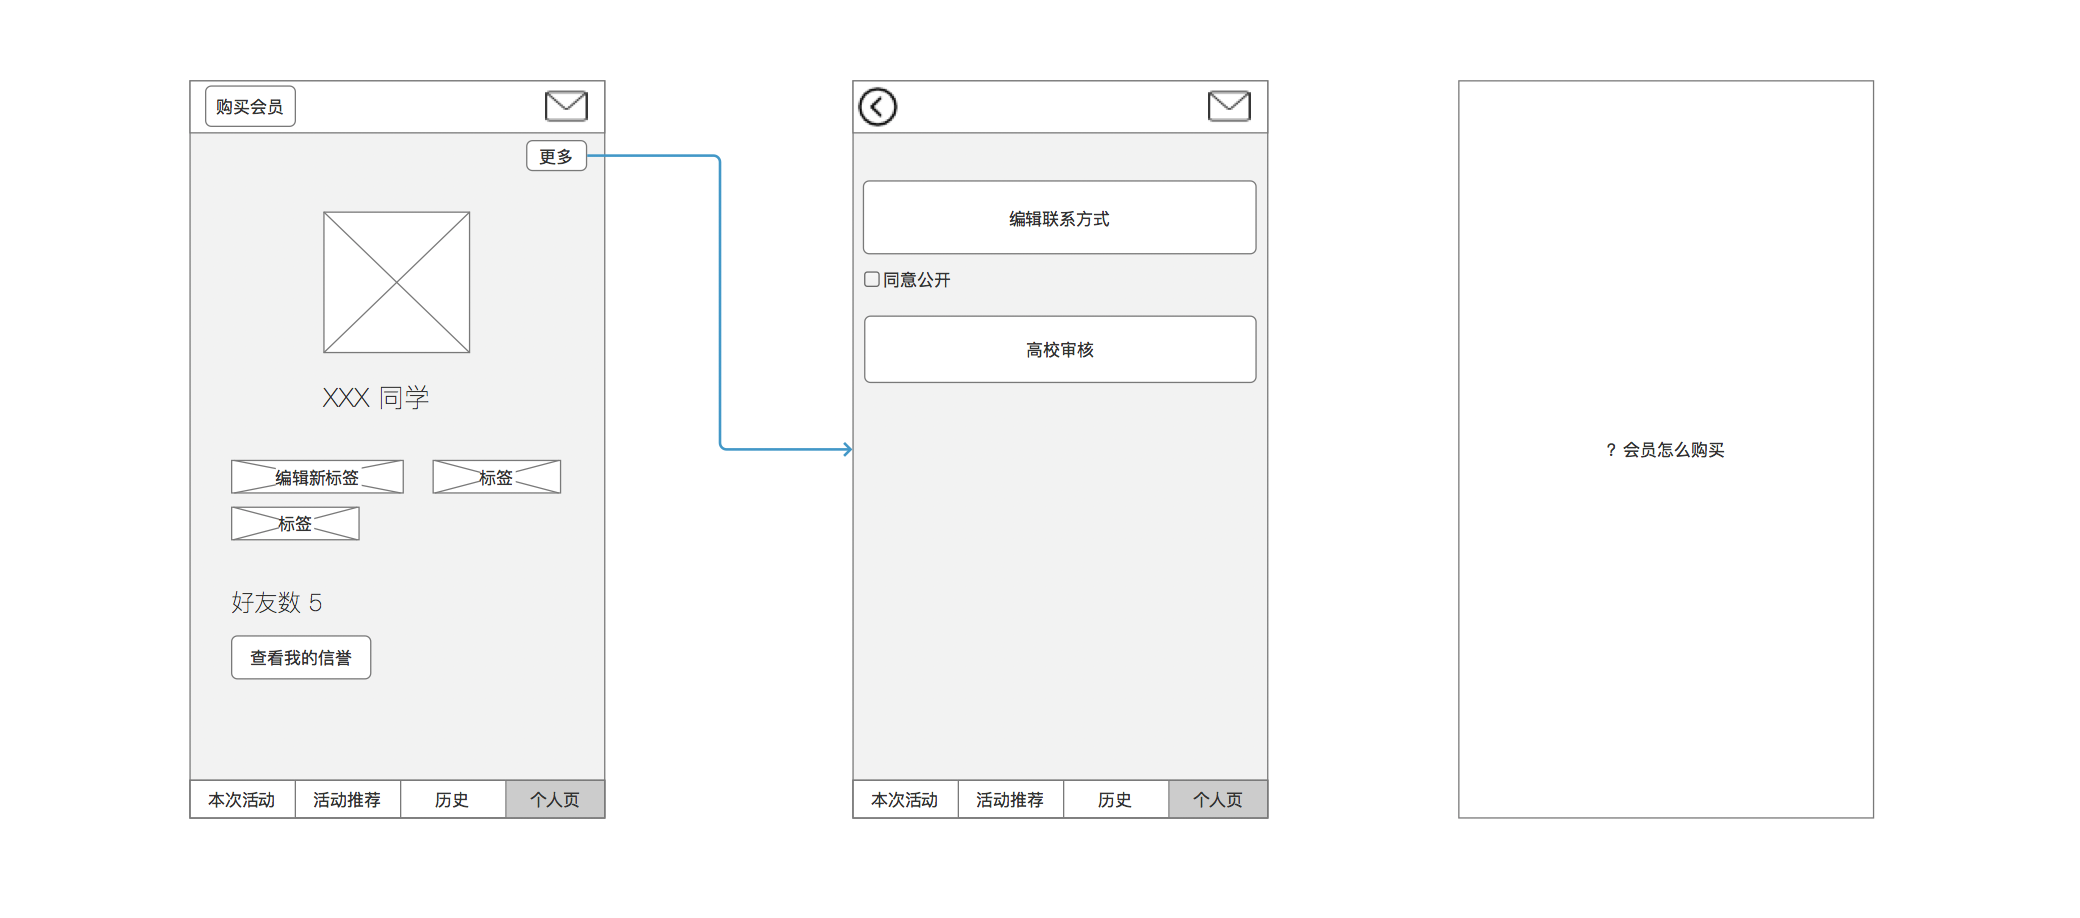 购买会员
更多
XXX 同学
编辑新标签
标签
标签
好友数 5
查看我的信誉
本次活动
活动推荐
历史
个人页
编辑联系方式
同意公开
高校审核
本次活动
活动推荐
历史
个人页
？会员怎么购买